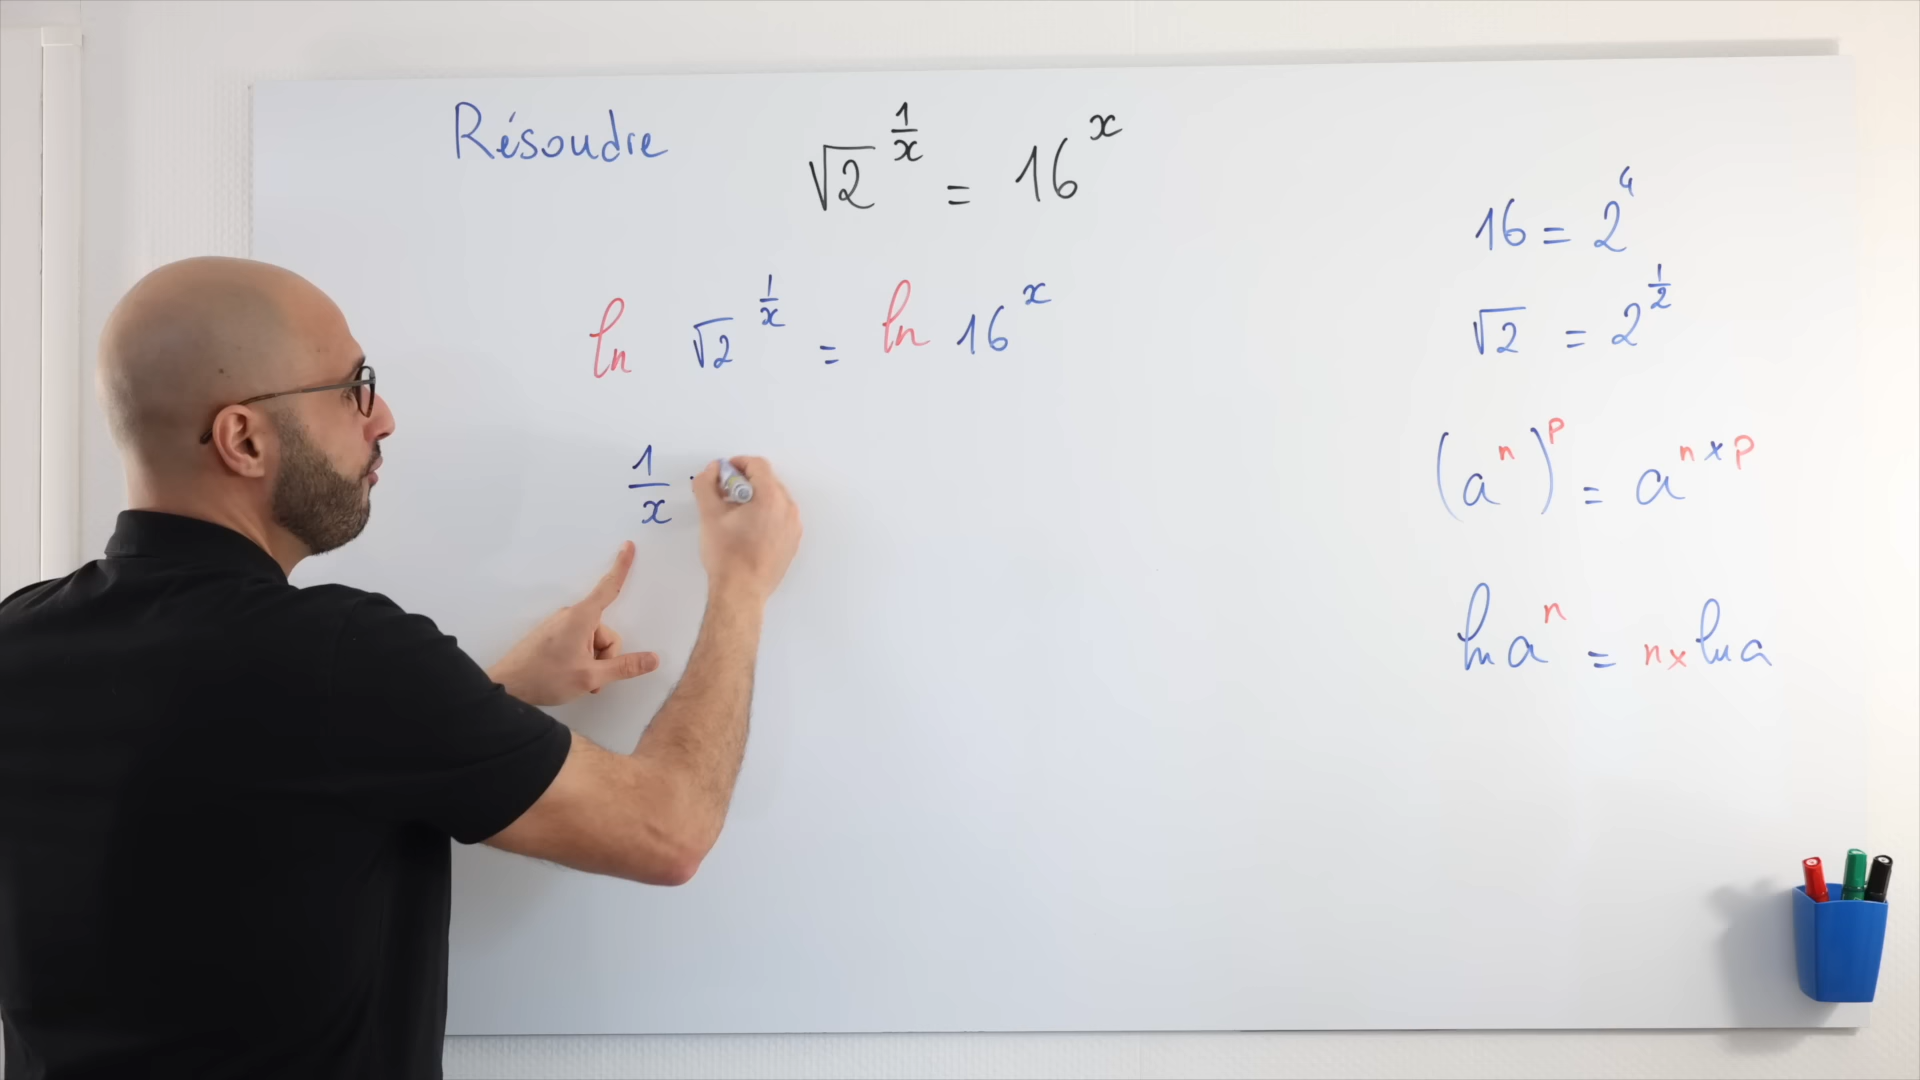 Résoudre √2^(1/x) = 16^x
ln √2^(1/x) = ln 16^x
1/x
16 = 2^4
√2 = 2^(1/2)
(a^n)^p = a^(n×p)
ln a^n = n× ln a